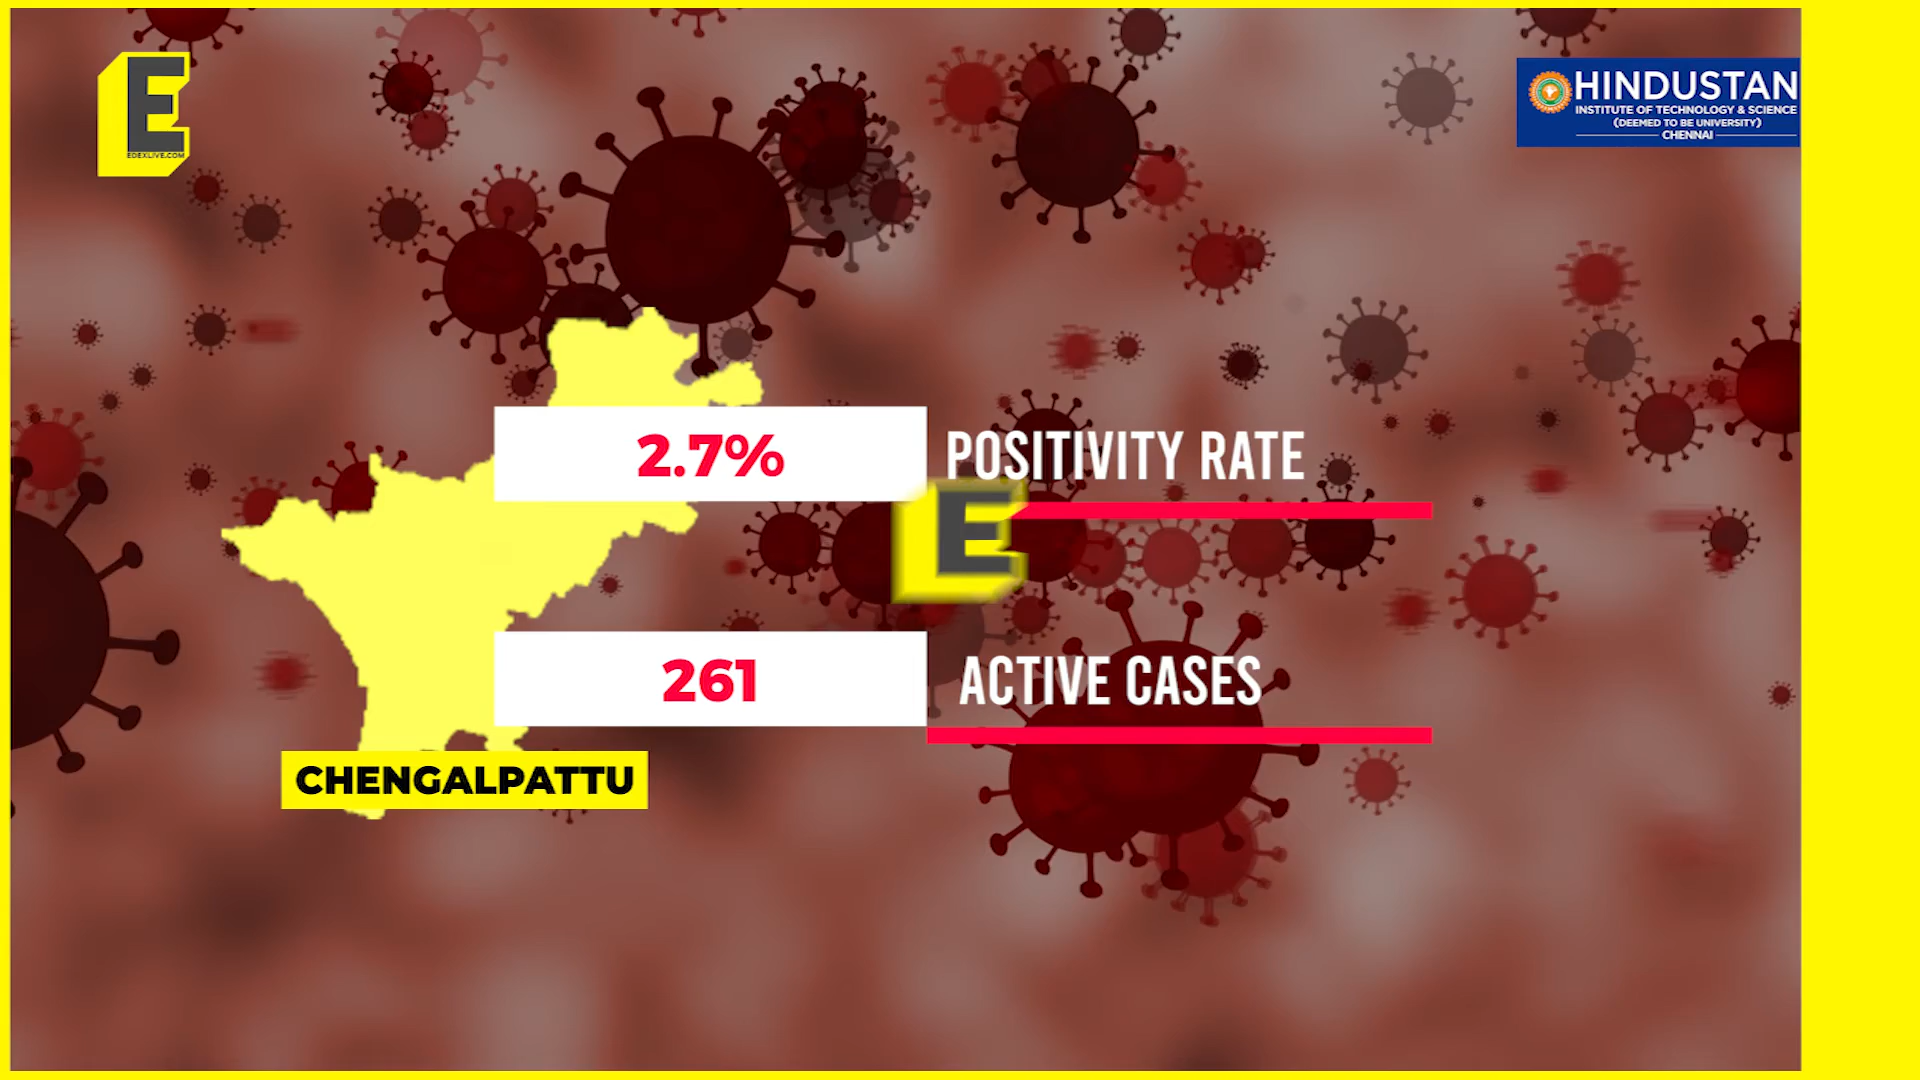 E
EDEXLIVE.COM
HINDUSTAN
INSTITUTE OF TECHNOLOGY & SCIENCE
(DEEMED TO BE UNIVERSITY)
CHENNAI
2.7% POSITIVITY RATE
E
261 ACTIVE CASES
CHENGALPATTU